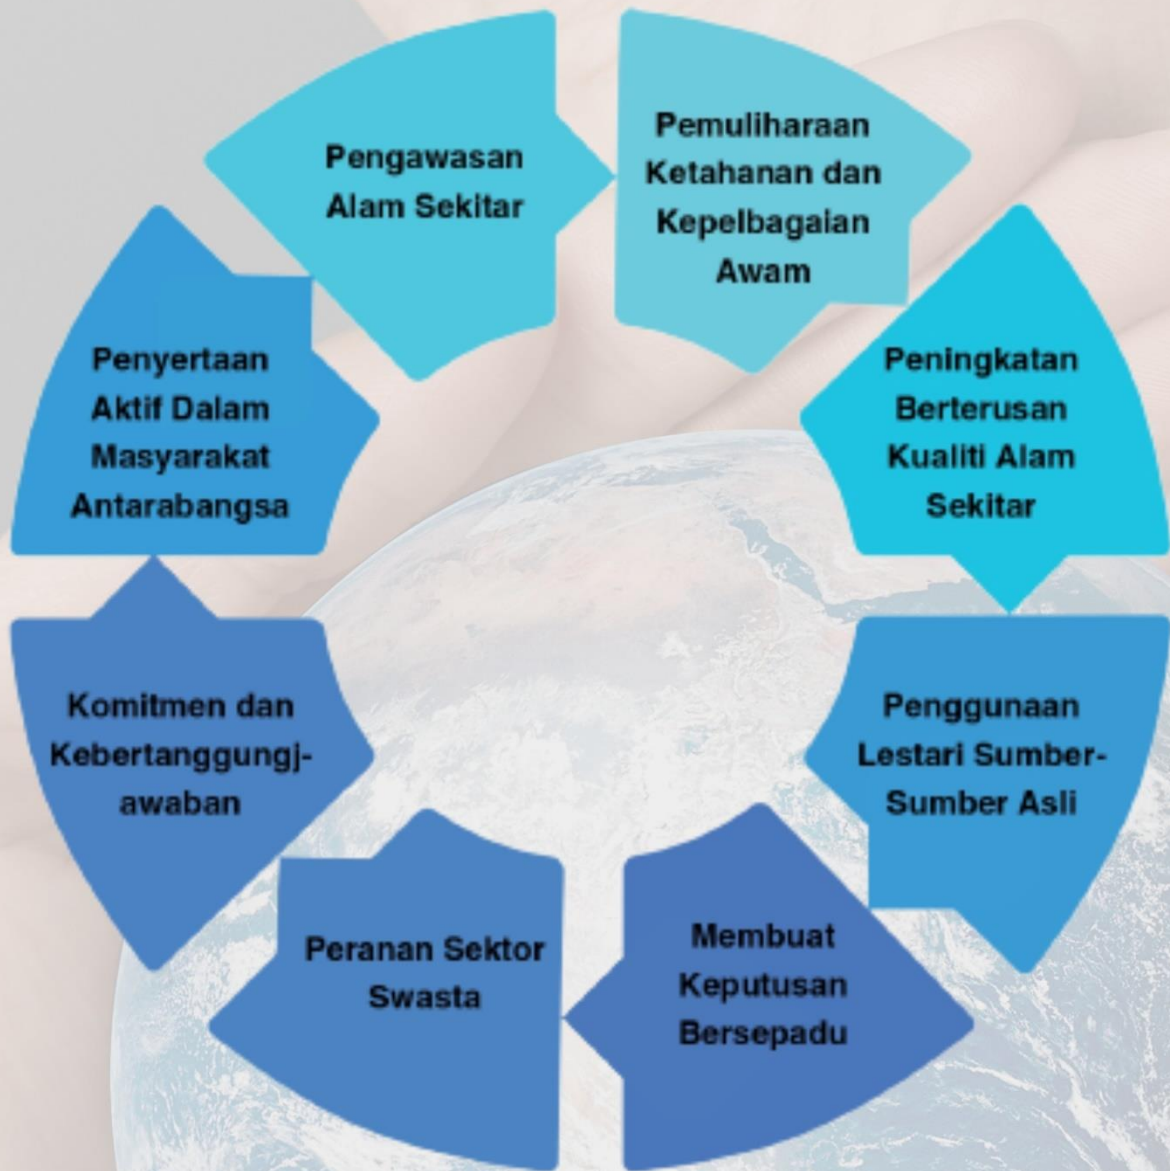 Pengawasan
Alam Sekitar
Pemuliharaan
Ketahanan dan
Kepelbagaian
Awam
Peningkatan
Berterusan
Kualiti Alam
Sekitar
Penggunaan
Lestari Sumber-
Sumber Asli
Membuat
Keputusan
Bersepadu
Peranan Sektor
Swasta
Komitmen dan
Kebertanggungj-
awaban
Penyertaan
Aktif Dalam
Masyarakat
Antarabangsa